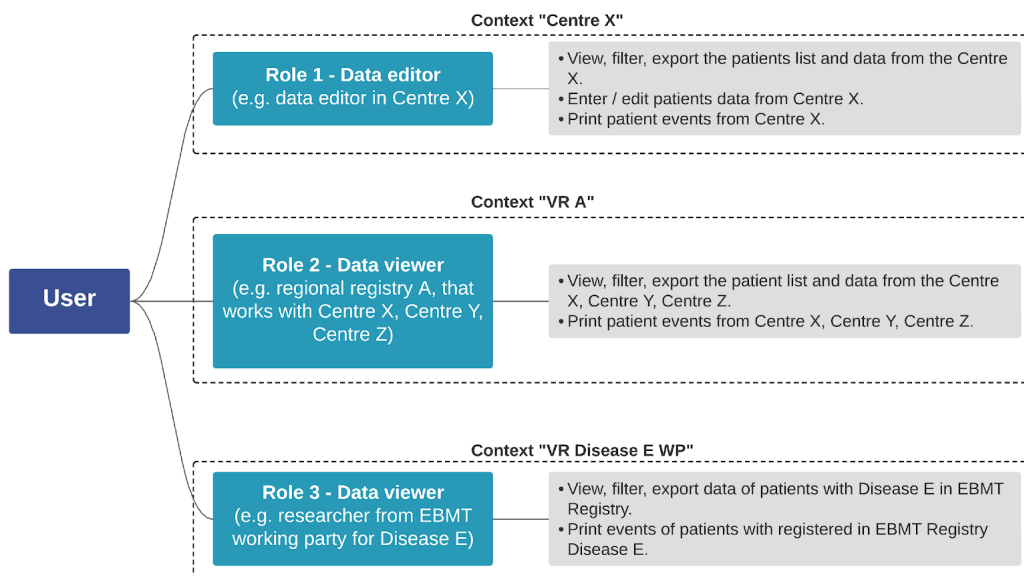 Context "Centre X"
Role 1 - Data editor
(e.g. data editor in Centre X)
•View, filter, export the patients list and data from the Centre
X.
•Enter / edit patients data from Centre X.
•Print patient events from Centre X.
Context "VR A"
User
Role 2 - Data viewer
(e.g. regional registry A, that
works with Centre X, Centre Y,
Centre Z)
•View, filter, export the patient list and data from the Centre
X, Centre Y, Centre Z.
•Print patient events from Centre X, Centre Y, Centre Z.
Context "VR Disease E WP"
Role 3 - Data viewer
(e.g. researcher from EBMT
working party for Disease E)
•View, filter, export data of patients with Disease E in EBMT
Registry.
•Print events of patients with registered in EBMT Registry
Disease E.